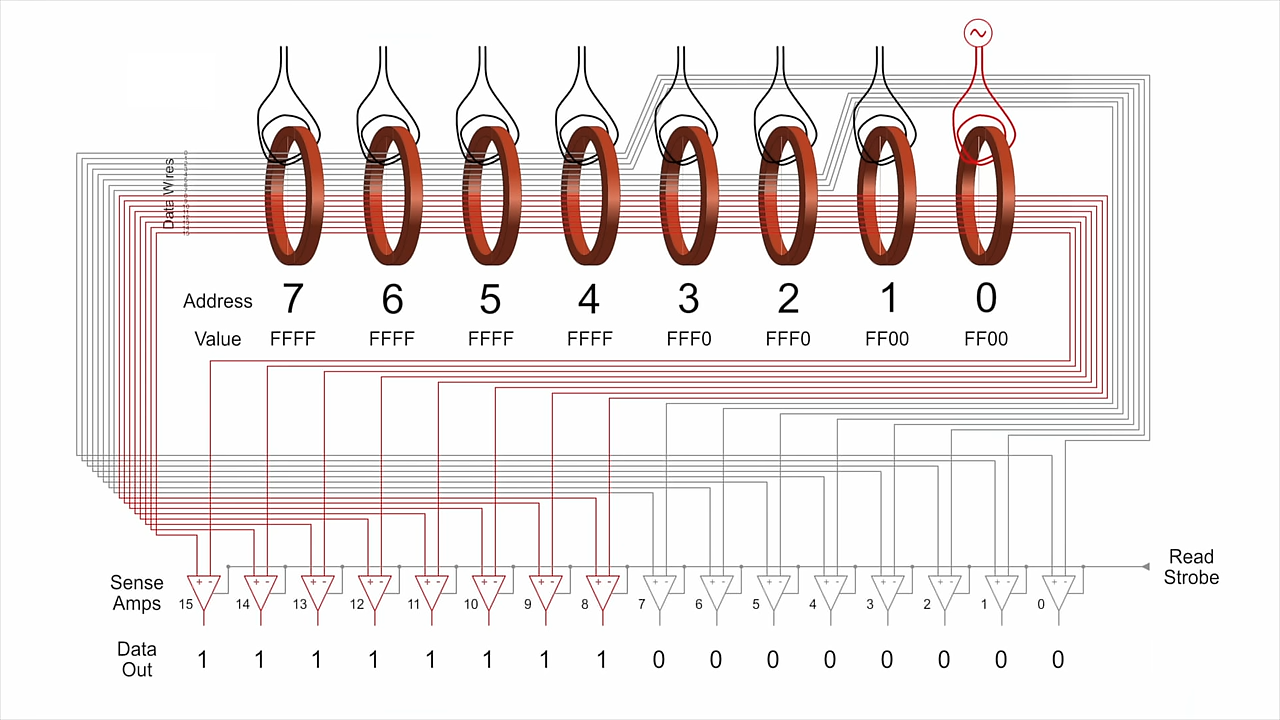 Data Wires
Address 7 6 5 4 3 2 1 0
Value FFFF FFFF FFFF FFFF FFF0 FFF0 FF00 FF00
Read
Strobe
Sense
Amps
+ - + - + - + - + - + - + - + - + - + - + - + - + - + - + - + -
15 14 13 12 11 10 9 8 7 6 5 4 3 2 1 0
Data
Out
1 1 1 1 1 1 1 1 0 0 0 0 0 0 0 0